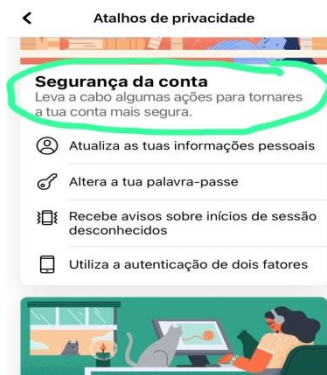 Atalhos de privacidade
Segurança da conta
Leva a cabo algumas ações para tornares
a tua conta mais segura.
Atualiza as tuas informações pessoais
Altera a tua palavra-passe
Recebe avisos sobre inícios de sessão
desconhecidos
Utiliza a autenticação de dois fatores